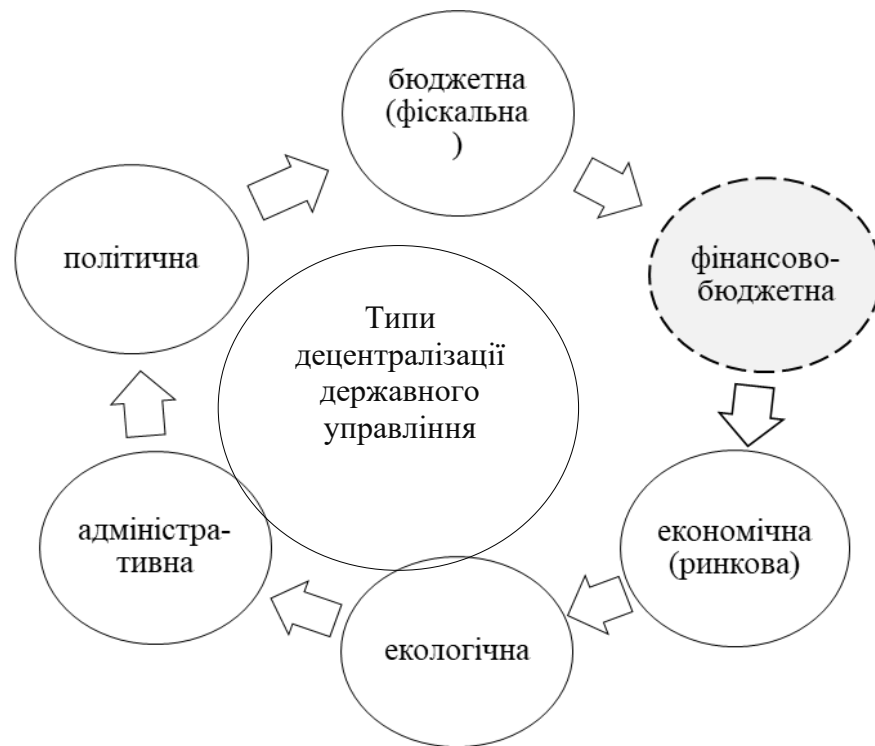 бюджетна
(фіскальна
)
політична
фінансово-
бюджетна
Типи
децентралізації
державного
управління
адміністра-
тивна
економічна
(ринкова)
екологічна